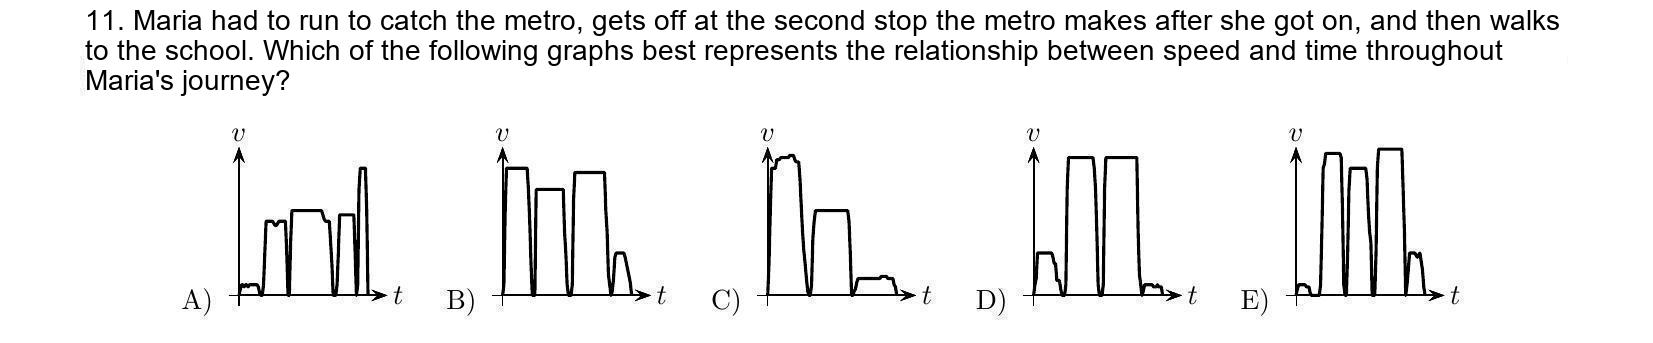 11. Maria had to run to catch the metro, gets off at the second stop the metro makes after she got on, and then walks
to the school. Which of the following graphs best represents the relationship between speed and time throughout
Maria's journey?
v v v v v
A) t B) t C) t D) t E) t